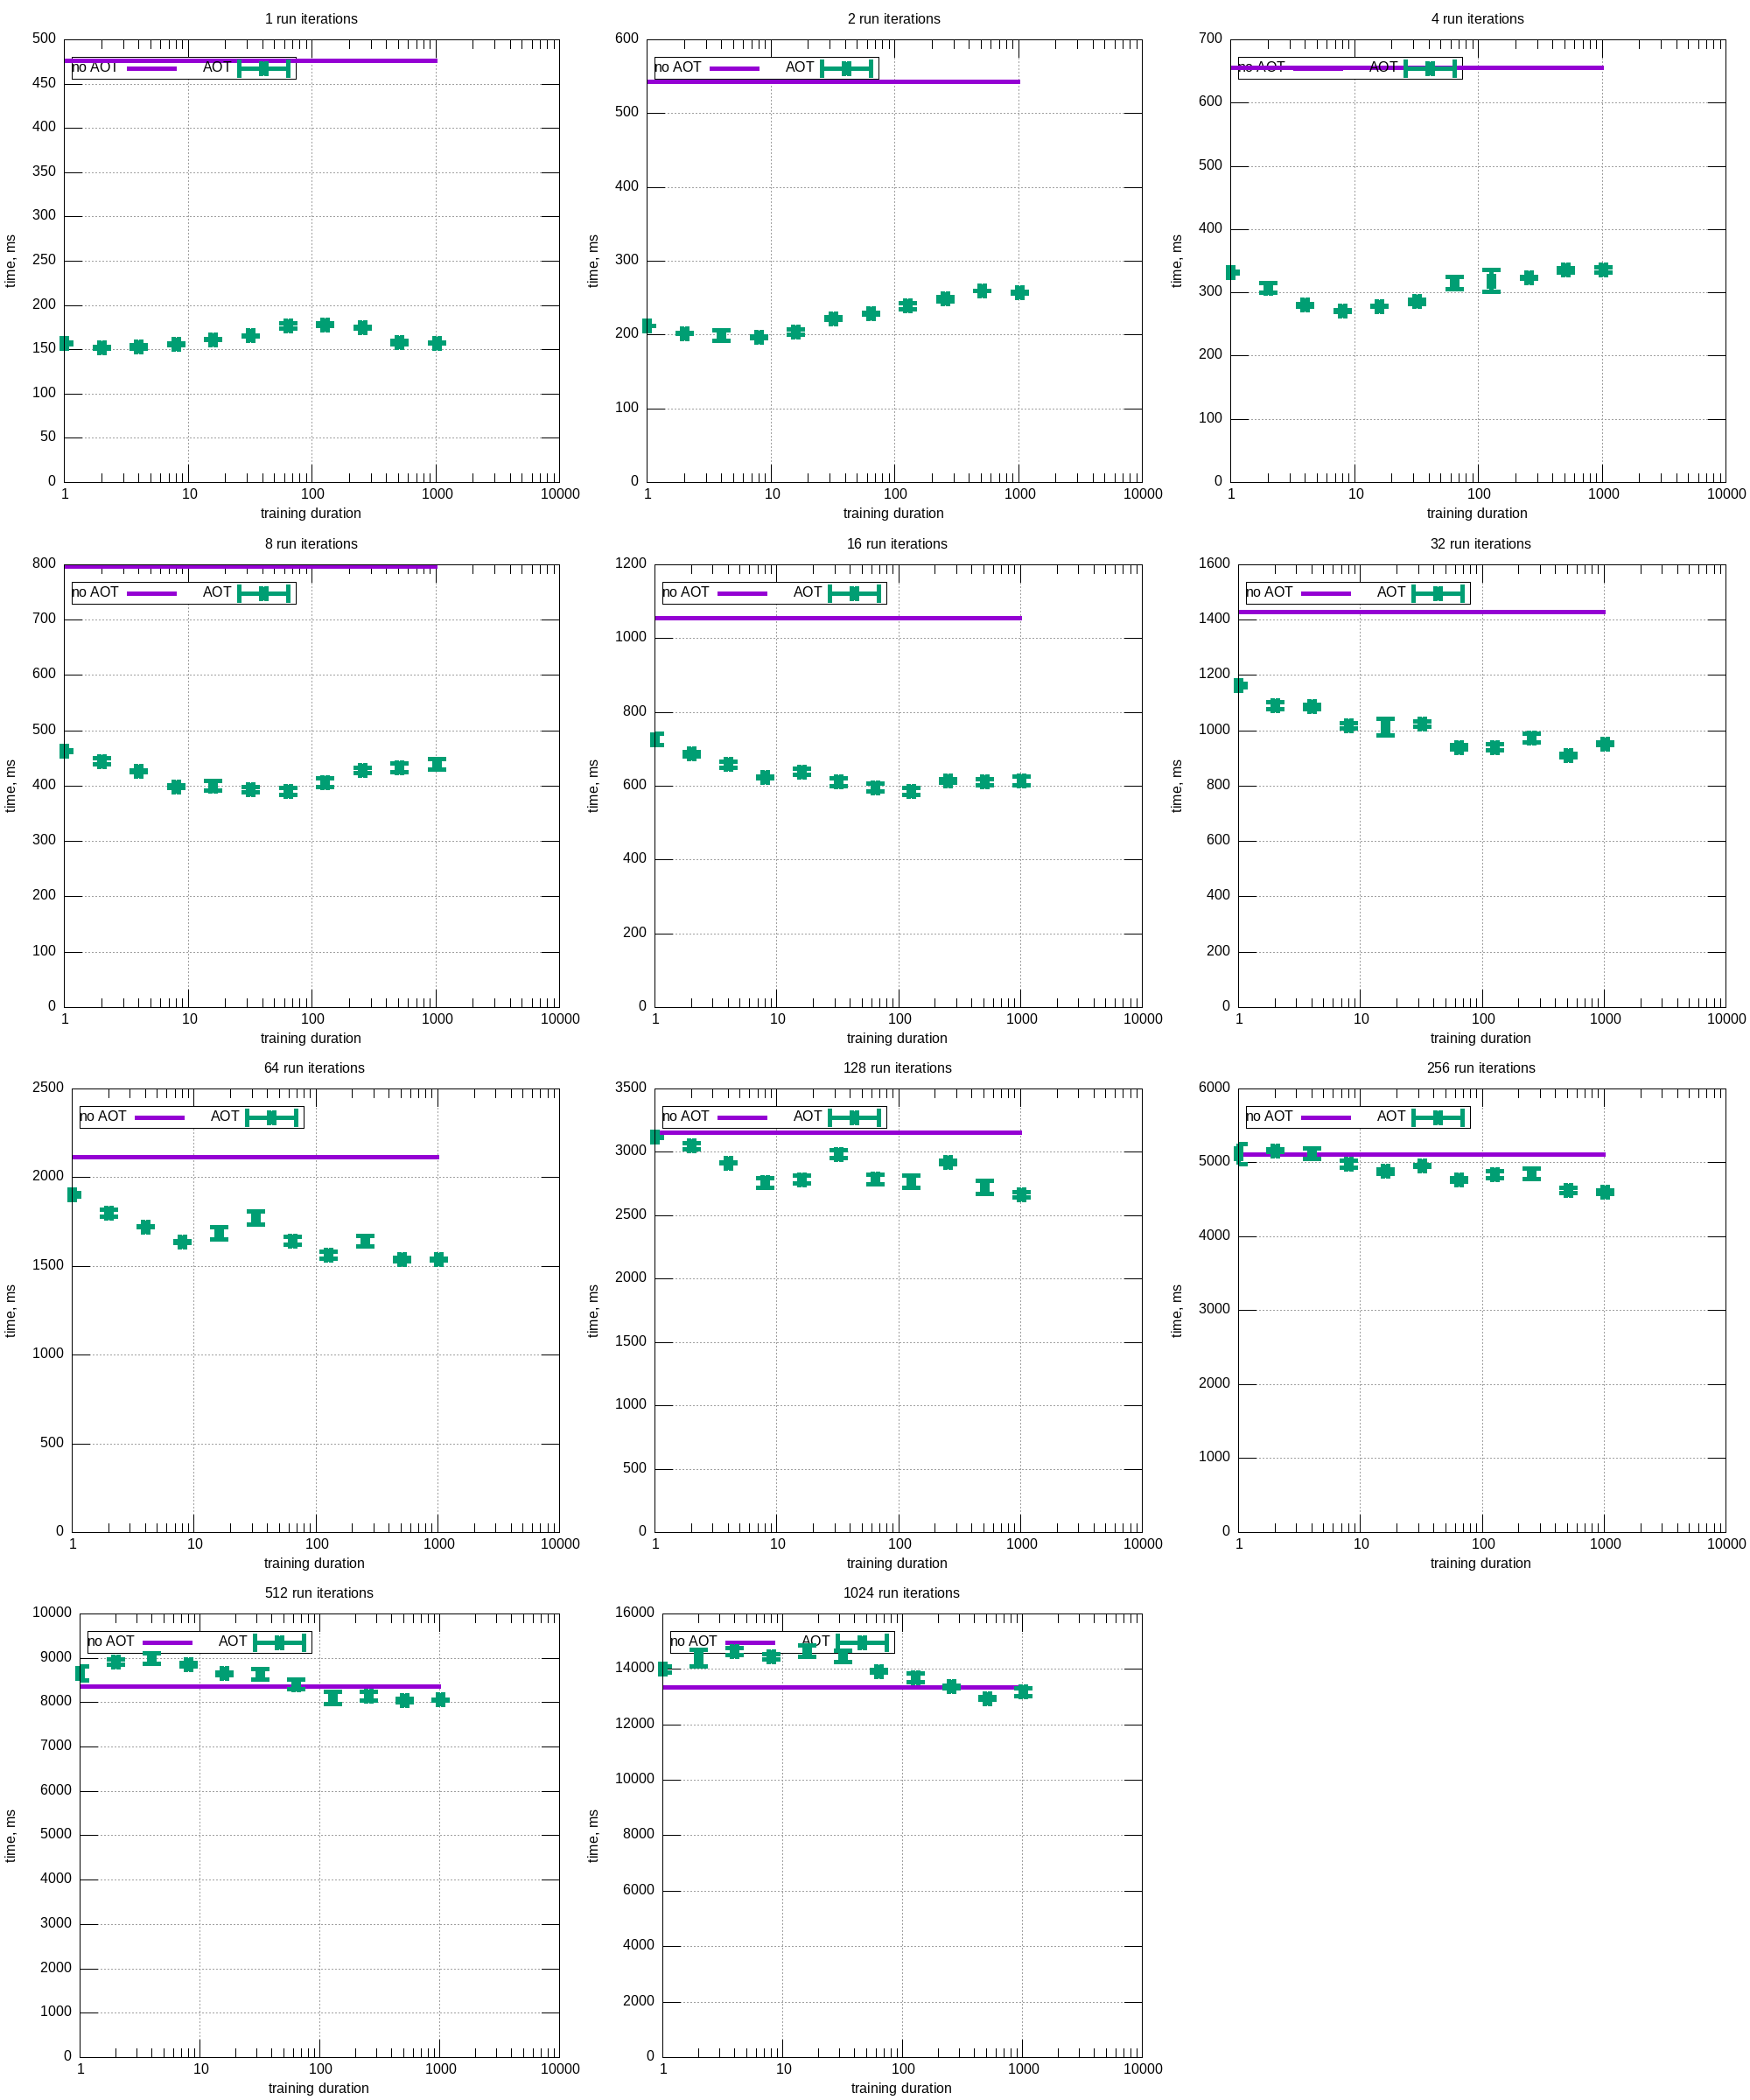 1 run iterations
500
450
400
350
300
250
200
150
100
50
0
no AOT AOT
time, ms
1 10 100 1000 10000
training duration
2 run iterations
600
500
400
300
200
100
0
no AOT AOT
time, ms
1 10 100 1000 10000
training duration
4 run iterations
700
600
500
400
300
200
100
0
no AOT AOT
time, ms
1 10 100 1000 10000
training duration
8 run iterations
800
700
600
500
400
300
200
100
0
no AOT AOT
time, ms
1 10 100 1000 10000
training duration
16 run iterations
1200
1000
800
600
400
200
0
no AOT AOT
time, ms
1 10 100 1000 10000
training duration
32 run iterations
1600
1400
1200
1000
800
600
400
200
0
no AOT AOT
time, ms
1 10 100 1000 10000
training duration
64 run iterations
2500
2000
1500
1000
500
0
no AOT AOT
time, ms
1 10 100 1000 10000
training duration
128 run iterations
3500
3000
2500
2000
1500
1000
500
0
no AOT AOT
time, ms
1 10 100 1000 10000
training duration
256 run iterations
6000
5000
4000
3000
2000
1000
0
no AOT AOT
time, ms
1 10 100 1000 10000
training duration
512 run iterations
10000
9000
8000
7000
6000
5000
4000
3000
2000
1000
0
no AOT AOT
time, ms
1 10 100 1000 10000
training duration
1024 run iterations
16000
14000
12000
10000
8000
6000
4000
2000
0
no AOT AOT
time, ms
1 10 100 1000 10000
training duration